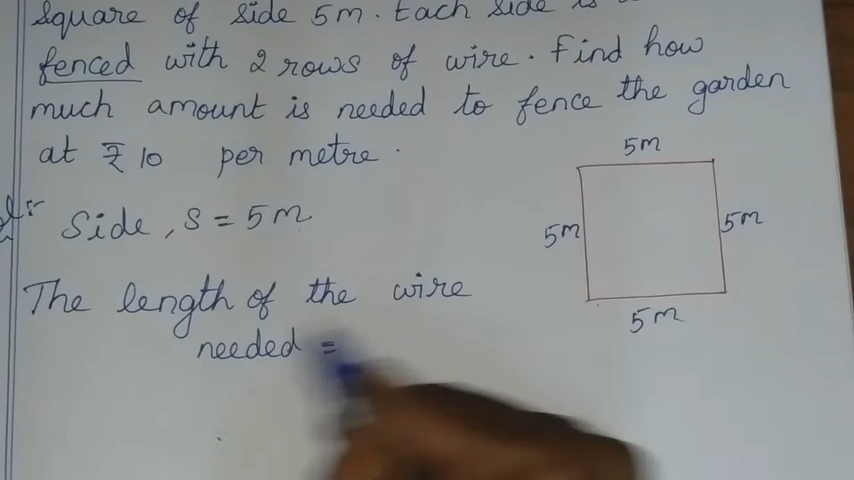 Square of side 5m. Each side is
fenced with 2 rows of wire. Find how
much amount is needed to fence the garden
at ₹10 per metre.
5m
Side, S = 5m
5m
5m
The length of the wire
5m
needed =